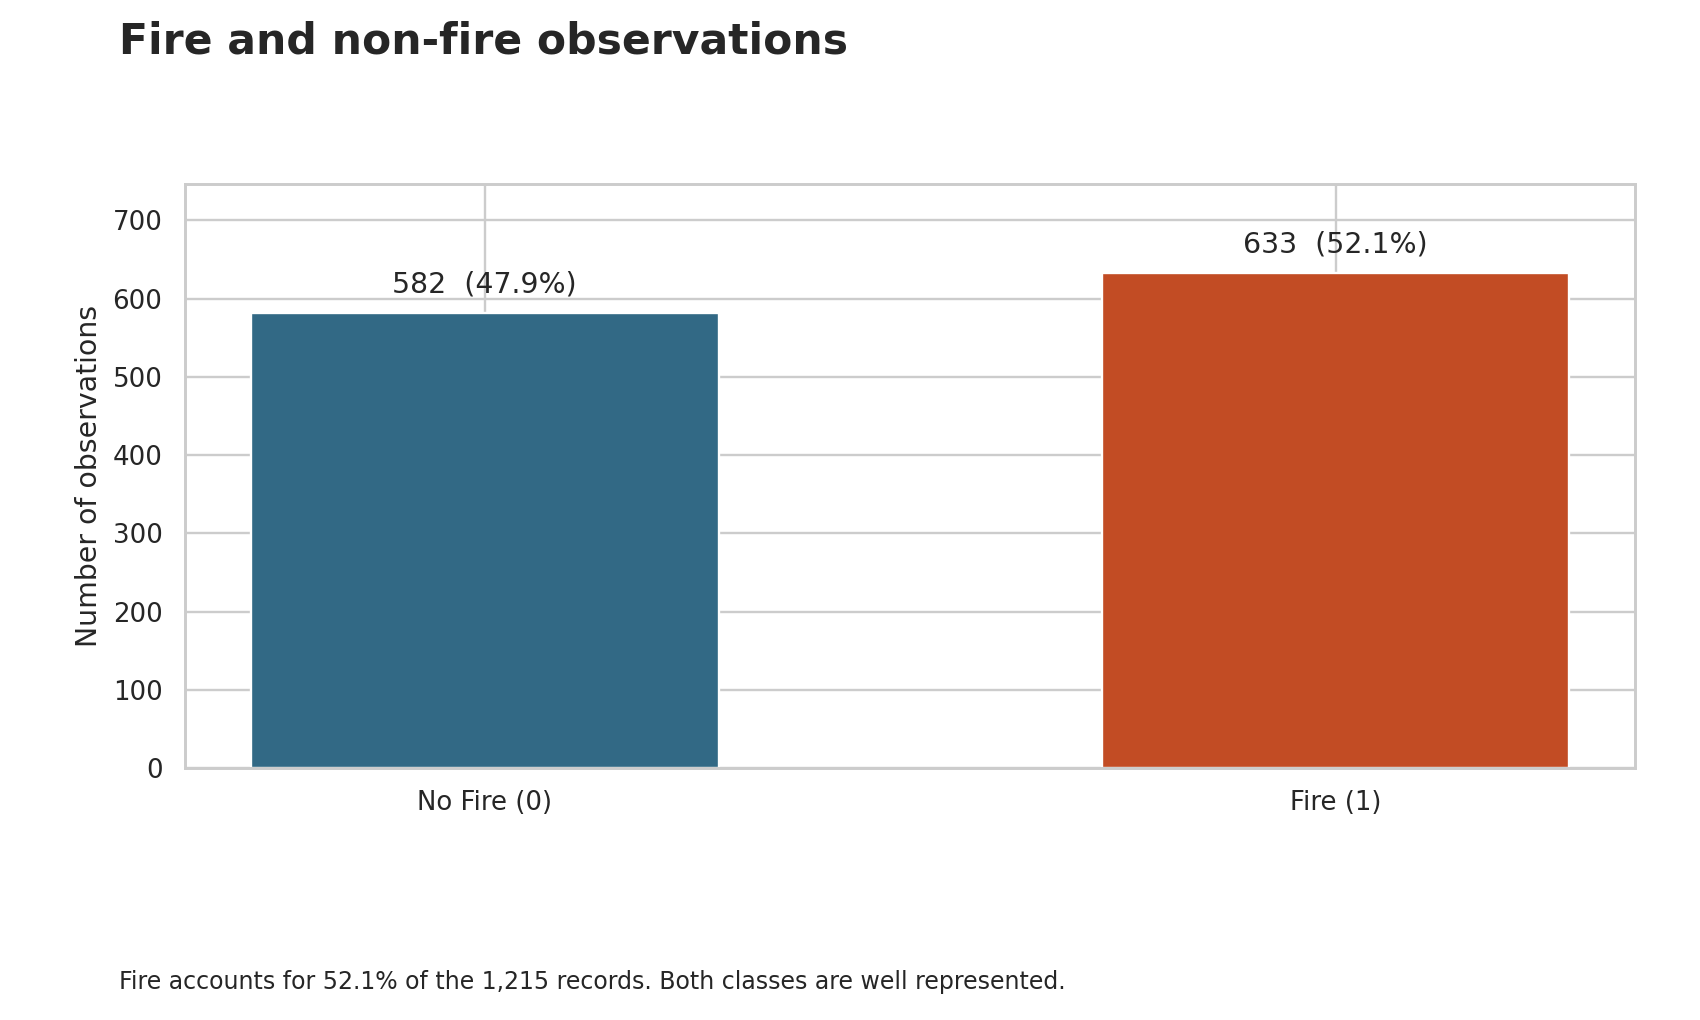 Fire and non-fire observations
Number of observations
700
600
500
400
300
200
100
0
582 (47.9%)
633 (52.1%)
No Fire (0)
Fire (1)
Fire accounts for 52.1% of the 1,215 records. Both classes are well represented.